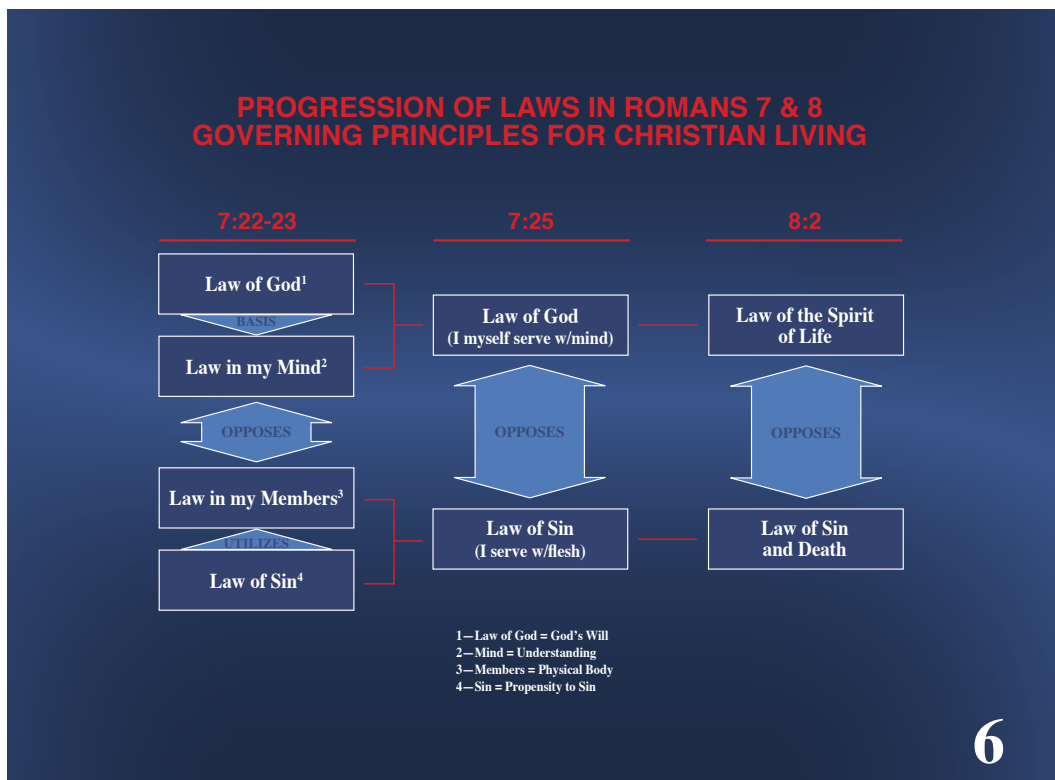 PROGRESSION OF LAWS IN ROMANS 7 & 8
GOVERNING PRINCIPLES FOR CHRISTIAN LIVING
7:22-23
7:25
8:2
Law of God¹
BASIS
Law in my Mind²
OPPOSES
Law in my Members³
UTILIZES
Law of Sin⁴
Law of God
(I myself serve w/mind)
OPPOSES
Law of Sin
(I serve w/flesh)
Law of the Spirit
of Life
OPPOSES
Law of Sin
and Death
1—Law of God = God’s Will
2—Mind = Understanding
3—Members = Physical Body
4—Sin = Propensity to Sin
6